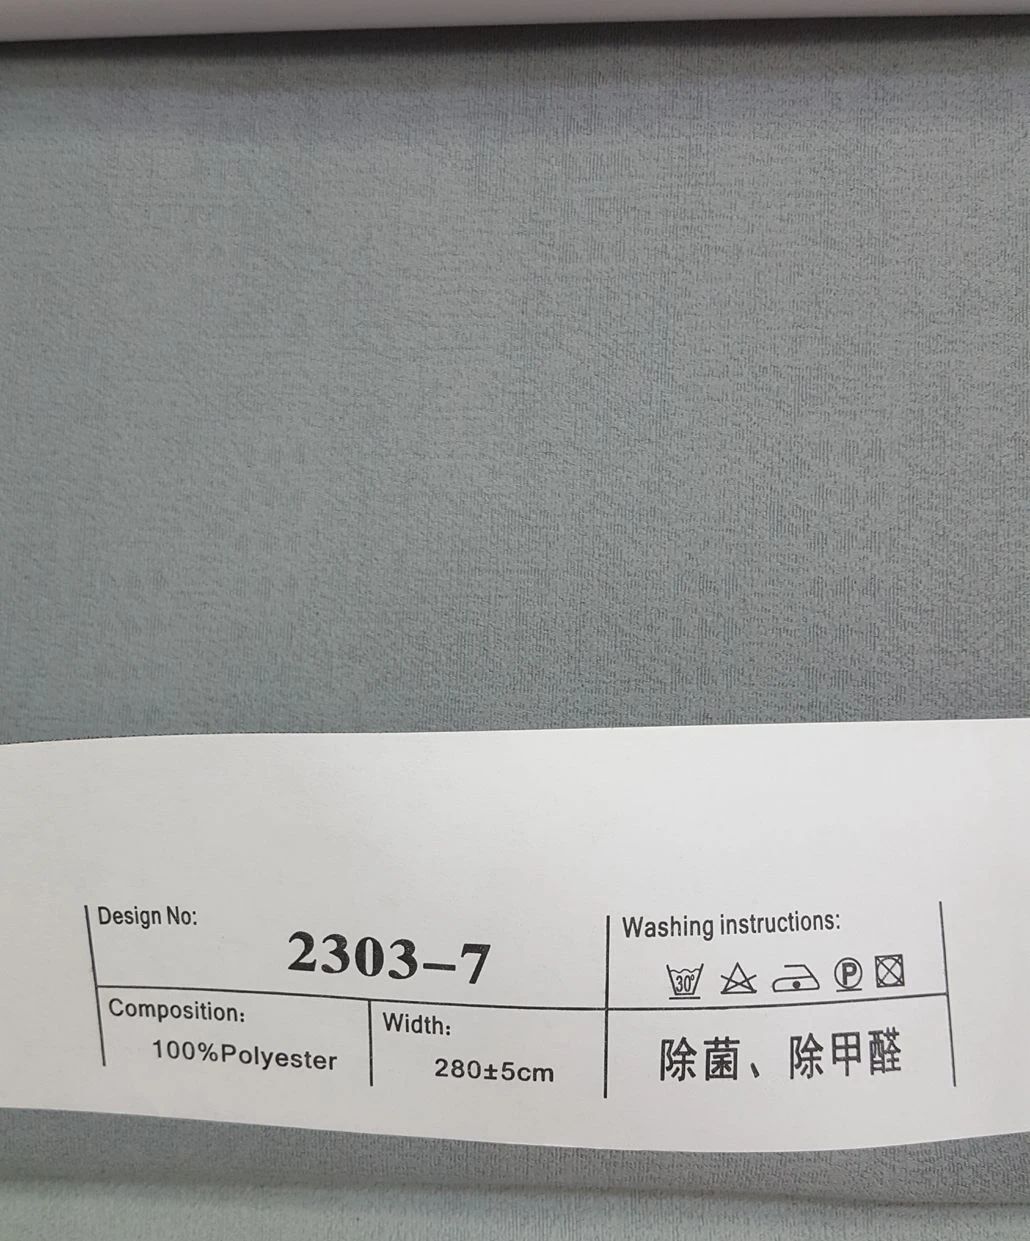 Design No:
2303-7
Washing instructions:
30° P
Composition:
100%Polyester
Width:
280±5cm
除菌、除甲醛